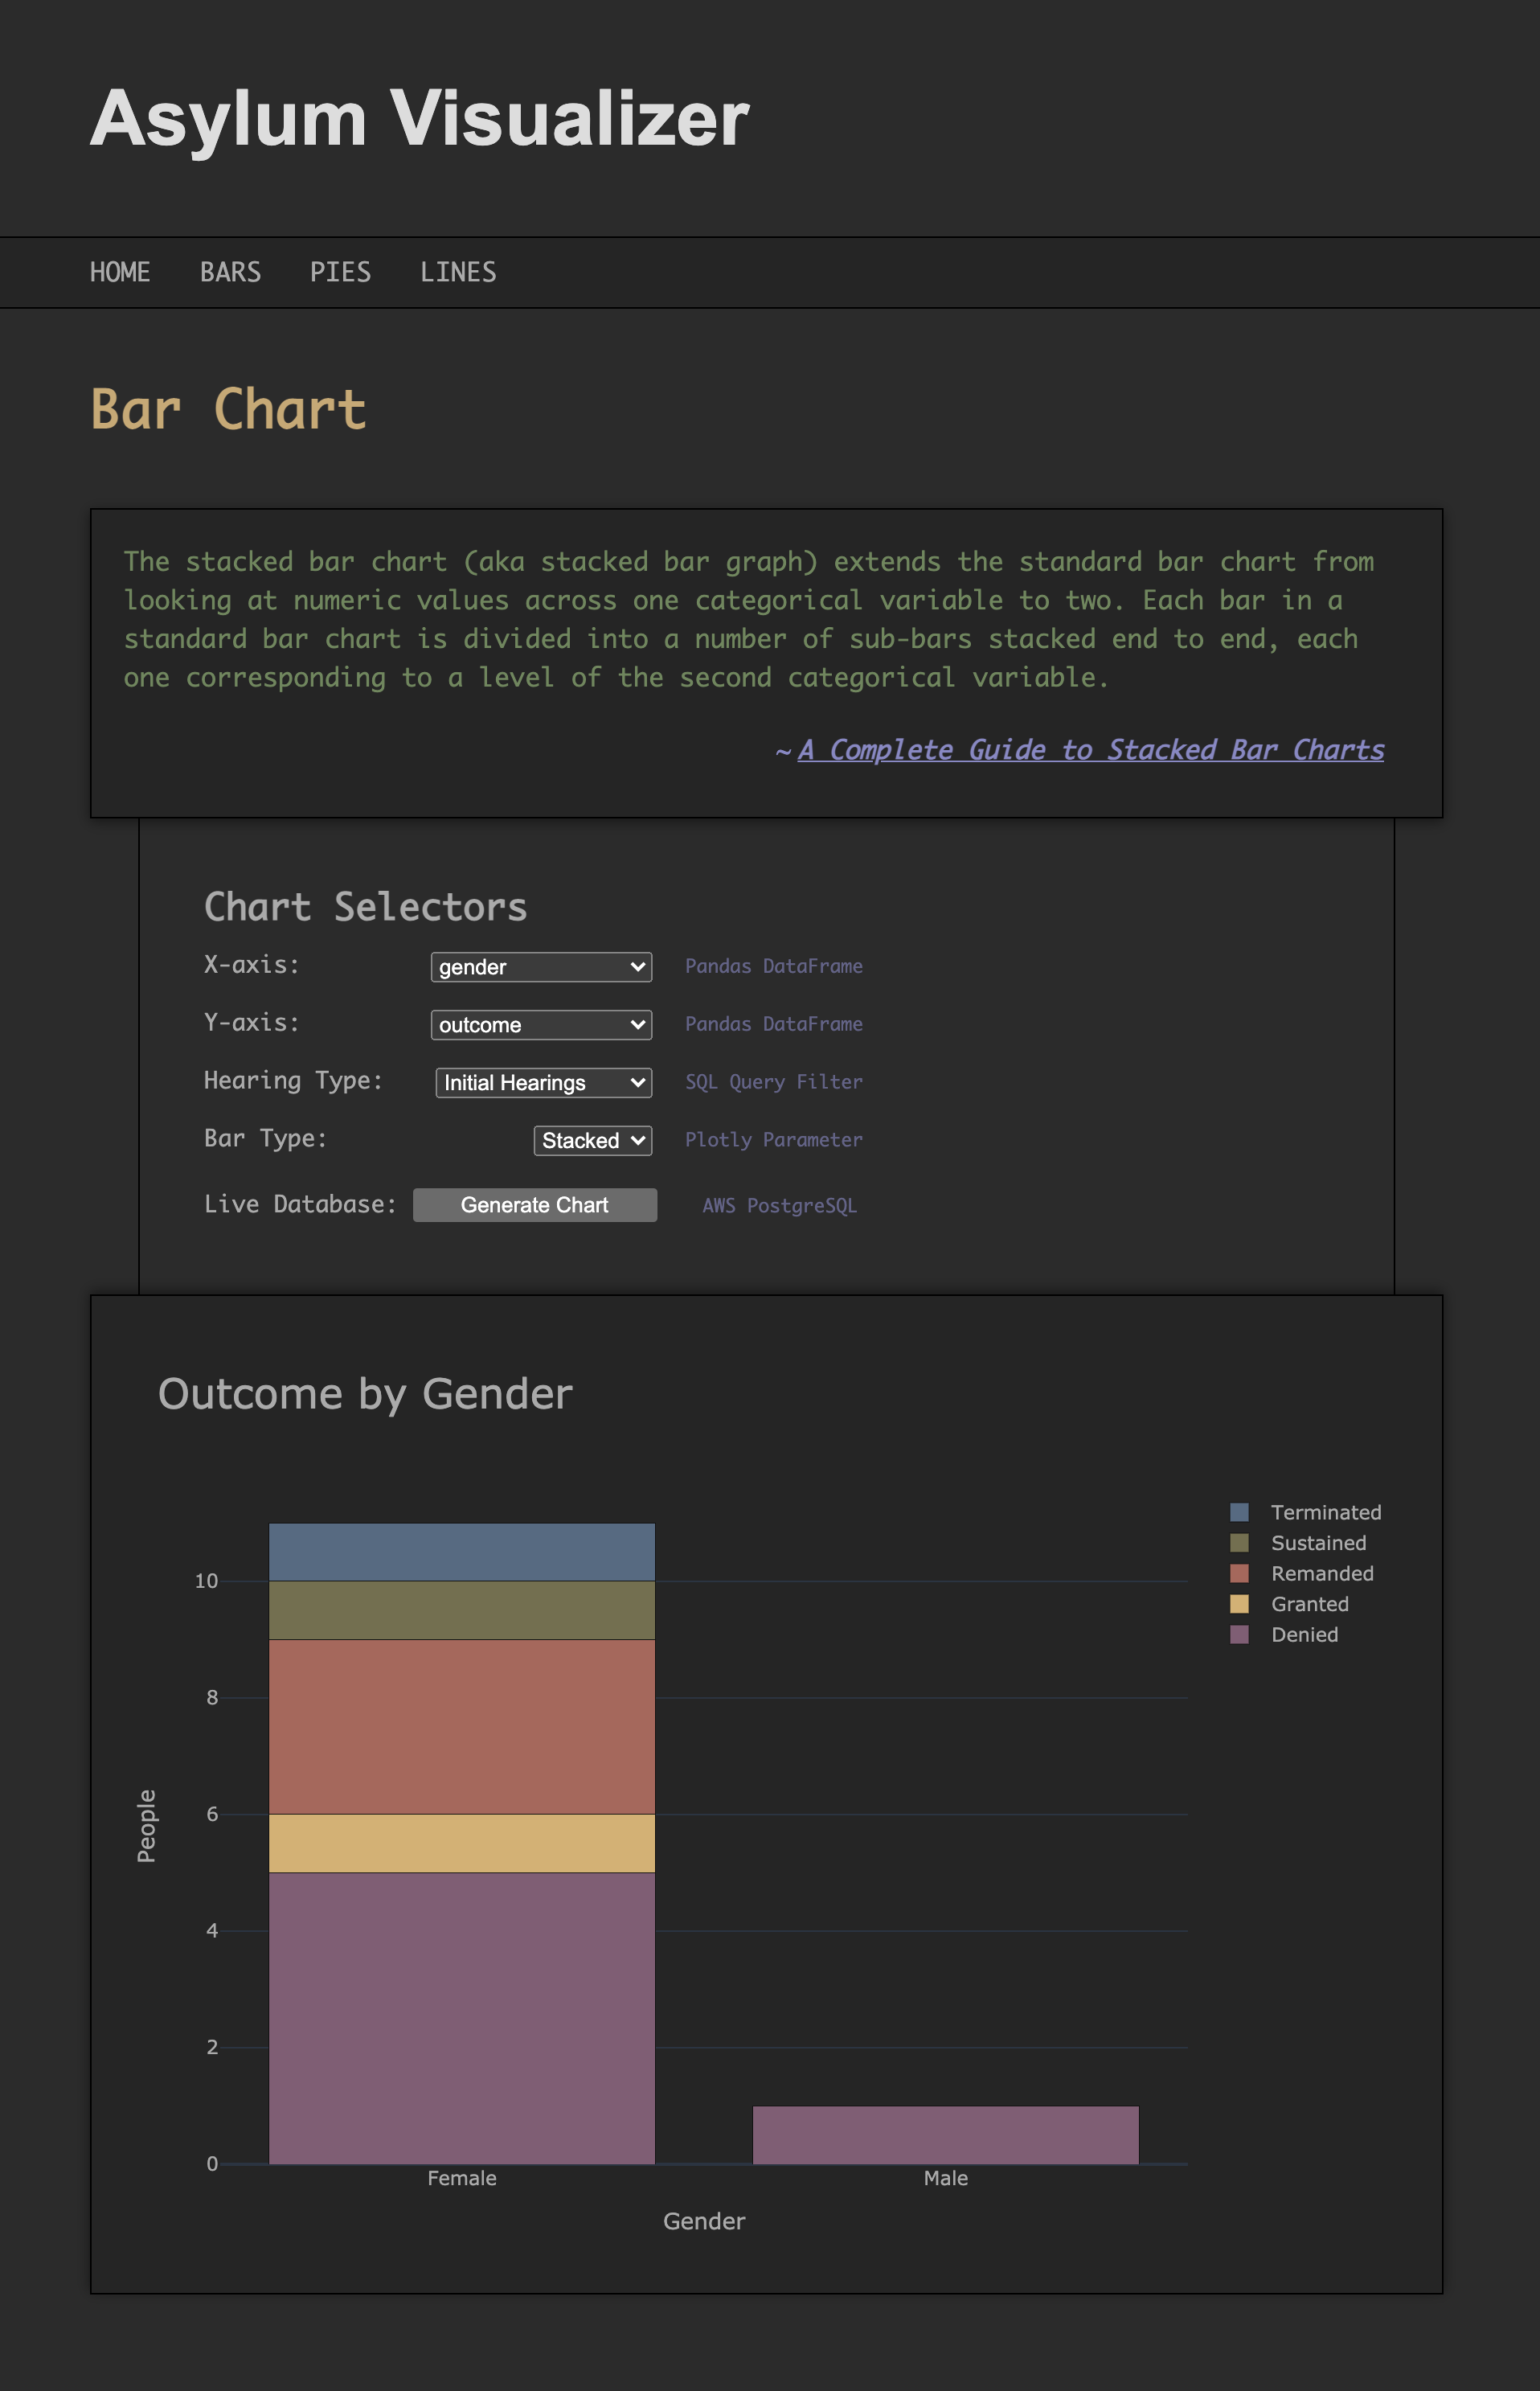 Asylum Visualizer
HOME BARS PIES LINES
Bar Chart
The stacked bar chart (aka stacked bar graph) extends the standard bar chart from
looking at numeric values across one categorical variable to two. Each bar in a
standard bar chart is divided into a number of sub-bars stacked end to end, each
one corresponding to a level of the second categorical variable.
~ A Complete Guide to Stacked Bar Charts
Chart Selectors
X-axis: gender Pandas DataFrame
Y-axis: outcome Pandas DataFrame
Hearing Type: Initial Hearings SQL Query Filter
Bar Type: Stacked Plotly Parameter
Live Database: Generate Chart AWS PostgreSQL
Outcome by Gender
Terminated
Sustained
Remanded
Granted
Denied
10
8
6
4
2
0
People
Female Male
Gender